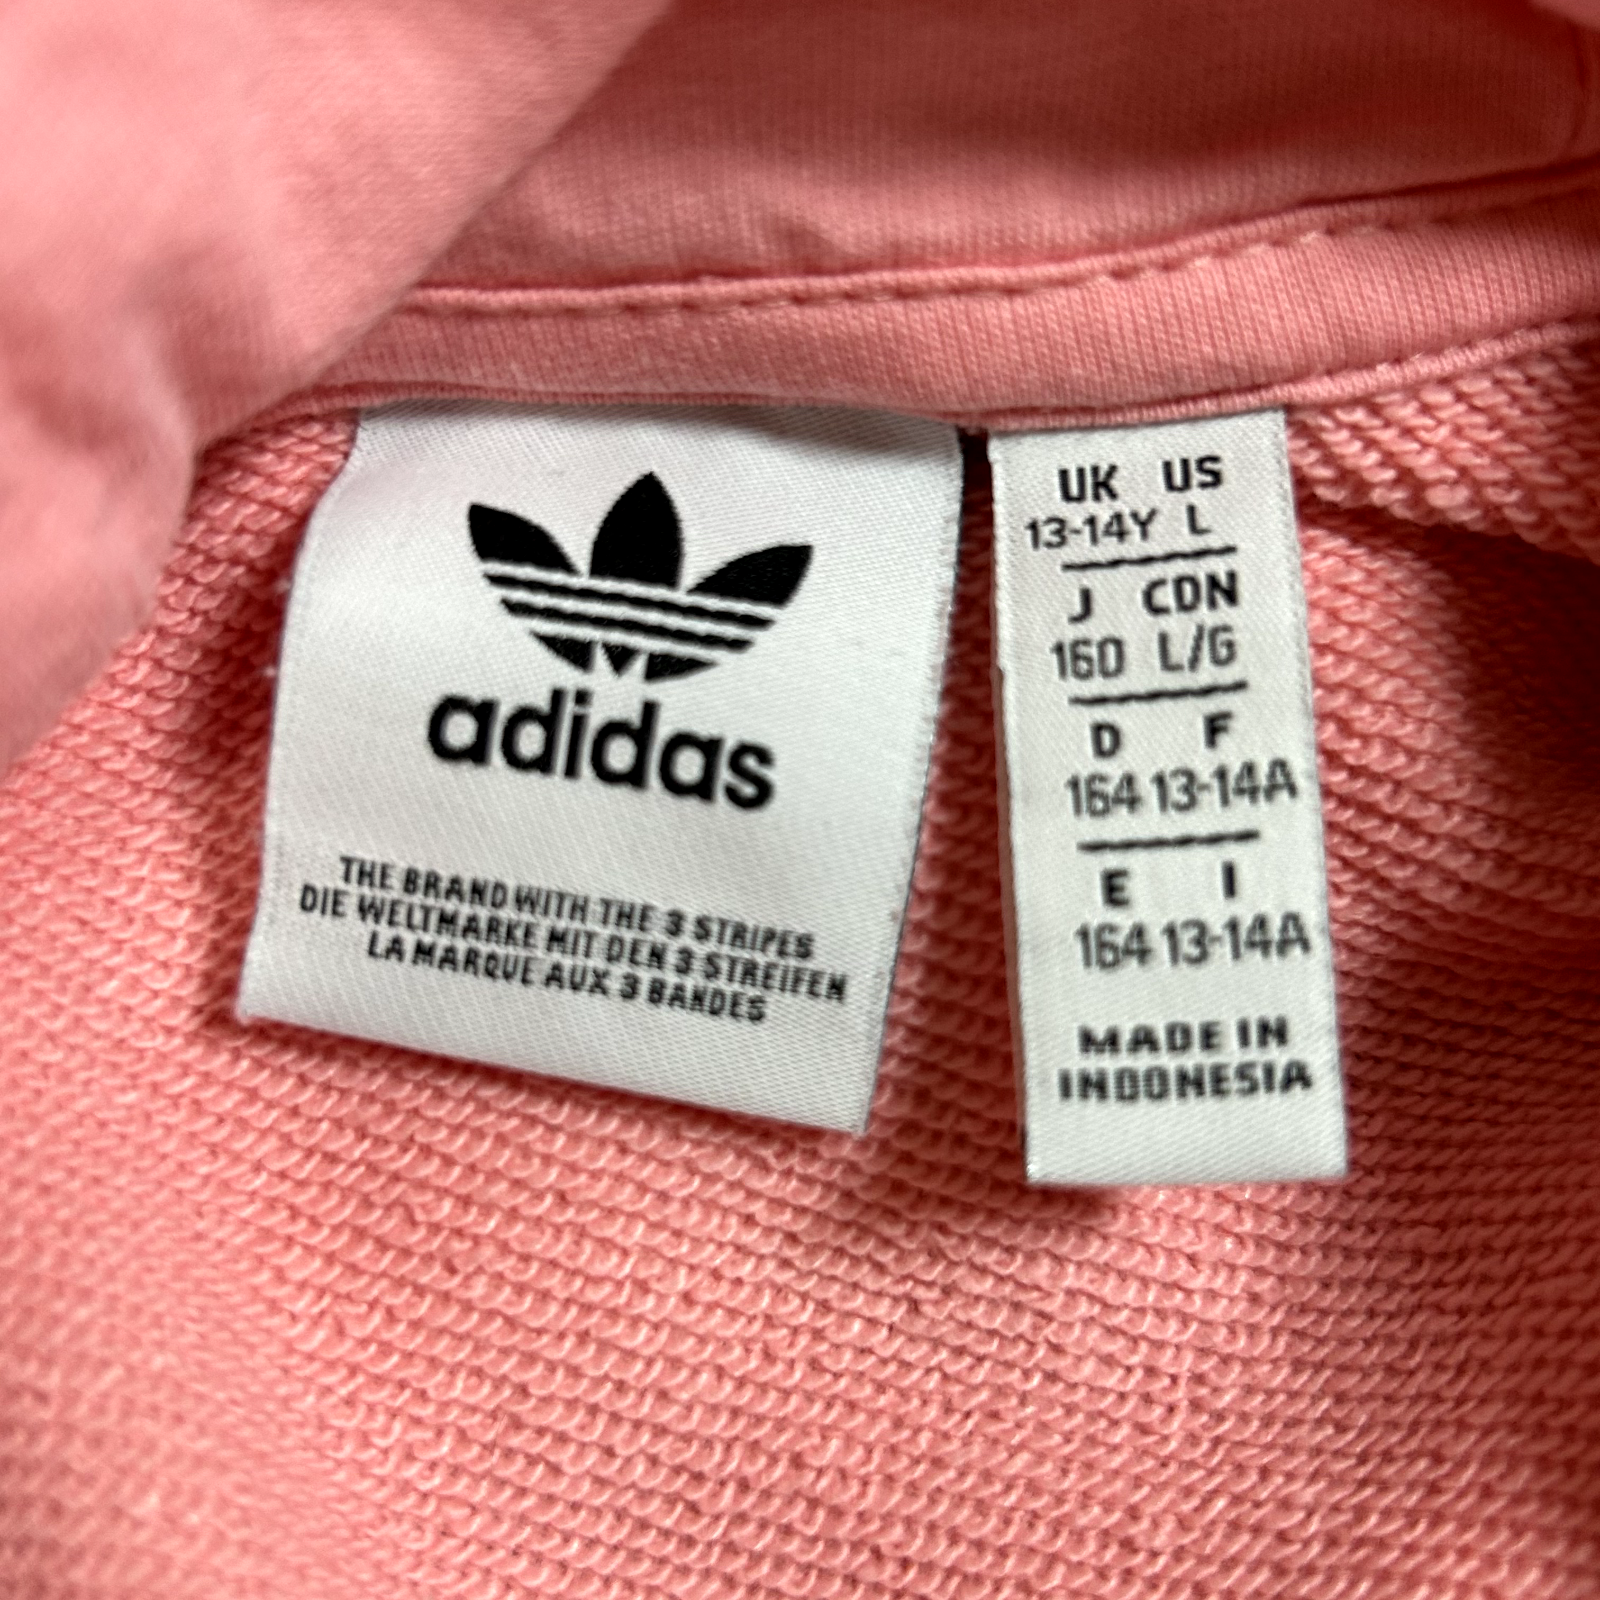 adidas
THE BRAND WITH THE 3 STRIPES
DIE WELTMARKE MIT DEN 3 STREIFEN
LA MARQUE AUX 3 BANDES
UK US
13-14Y L
J CDN
160 L/G
D F
164 13-14A
E I
164 13-14A
MADE IN
INDONESIA